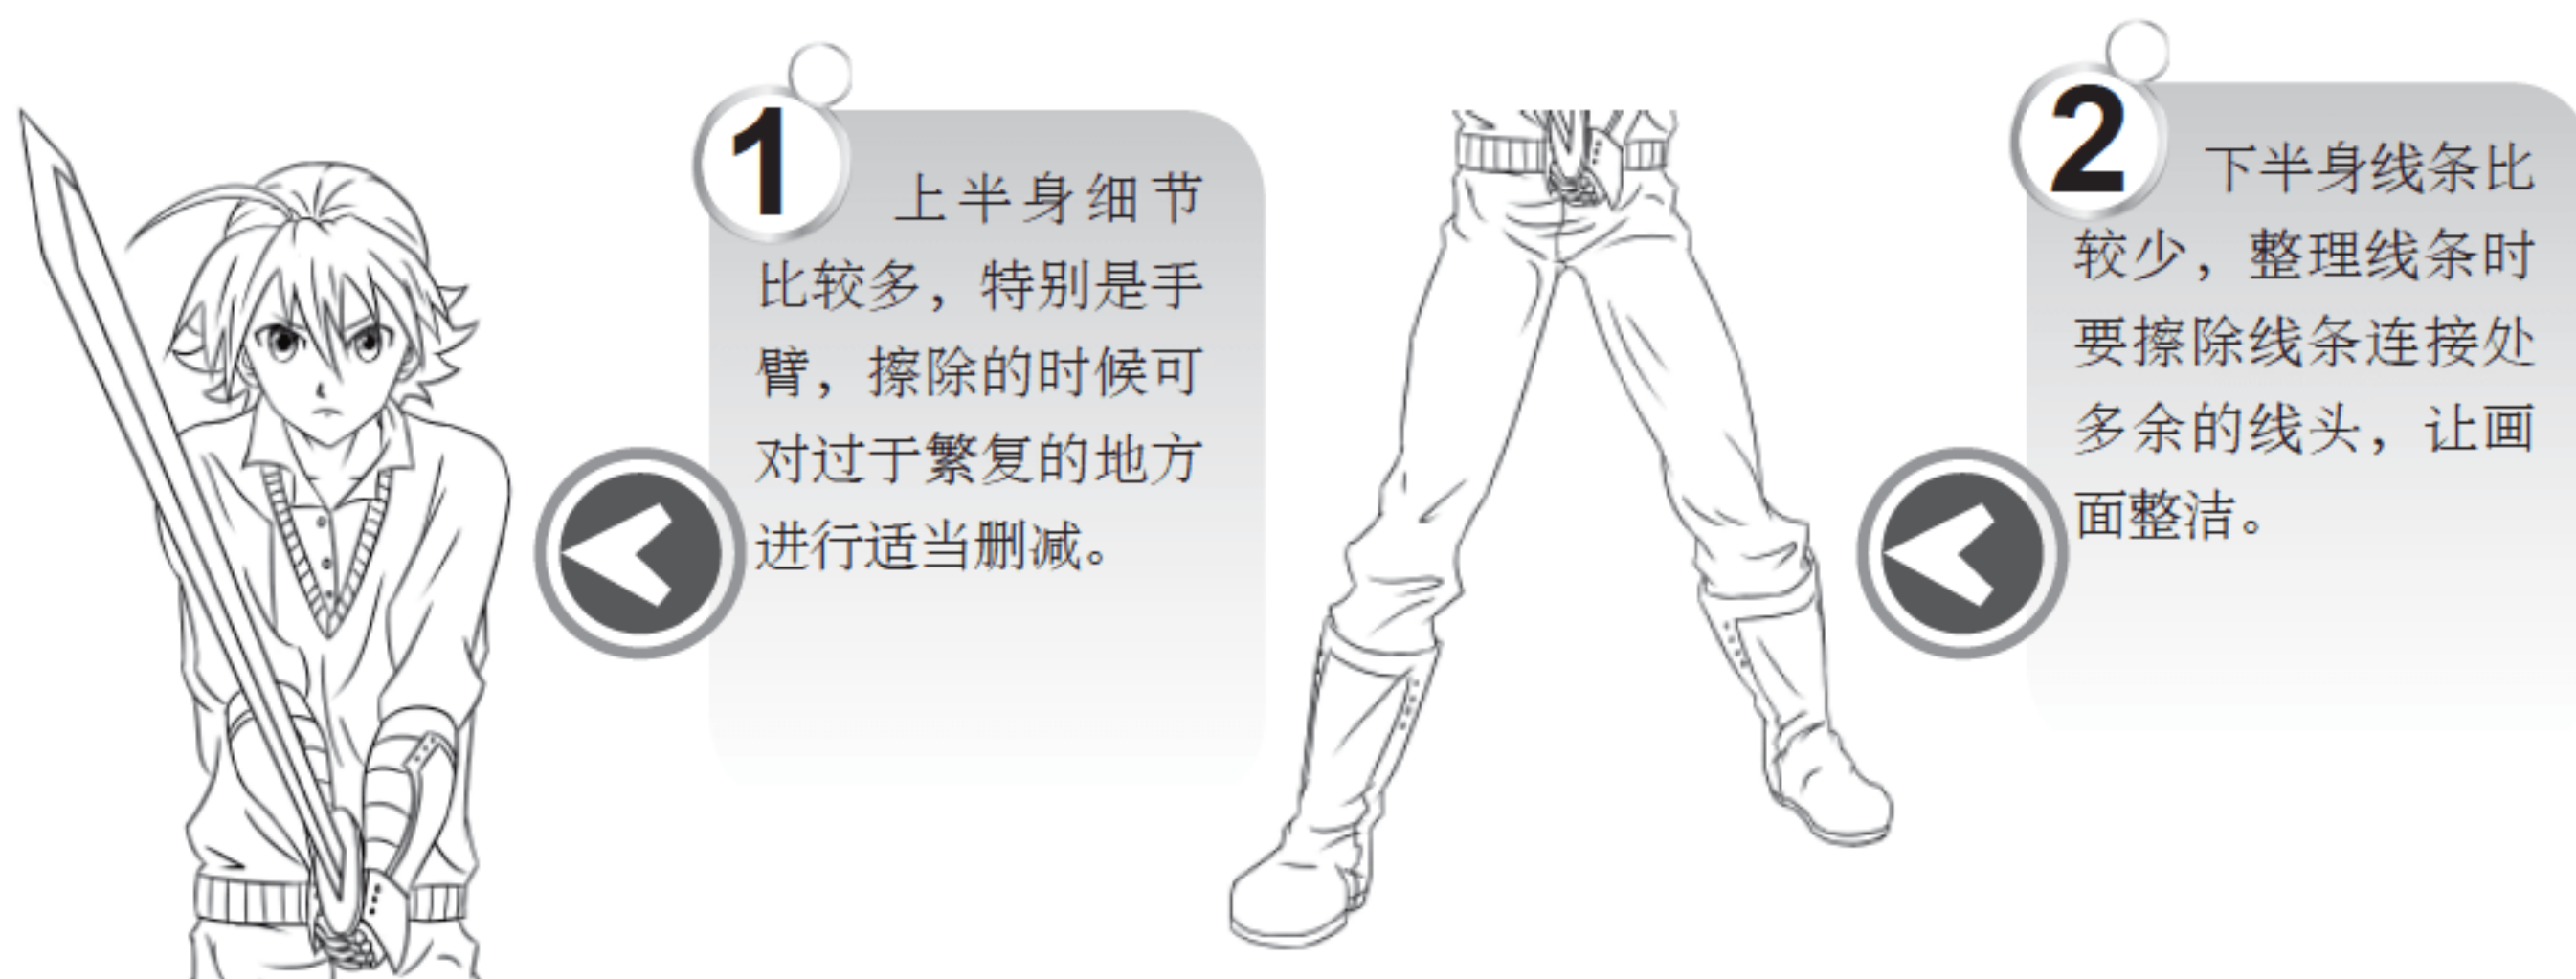 1
上半身细节
比较多，特别是手
臂，擦除的时候可
对过于繁复的地方
进行适当删减。
2
下半身线条比
较少，整理线条时
要擦除线条连接处
多余的线头，让画
面整洁。